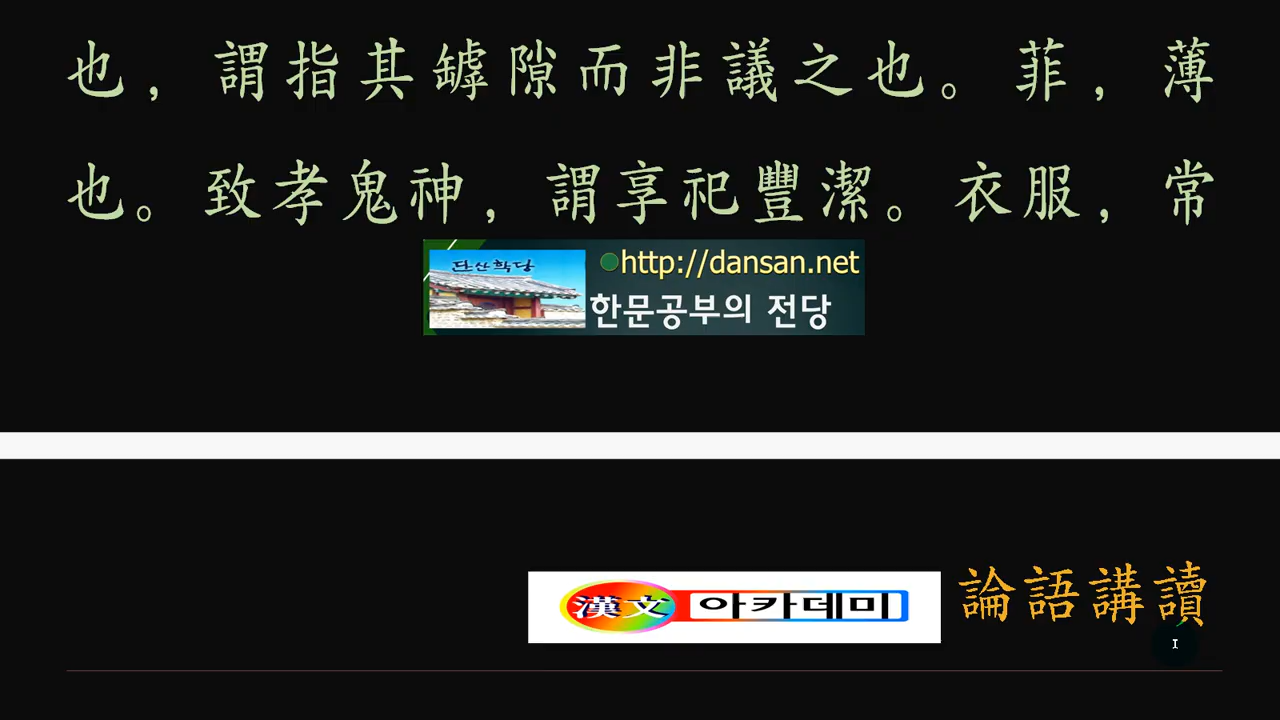 也，謂指其罅隙而非議之也。菲，薄
也。致孝鬼神，謂享祀豐潔。衣服，常
단산학당
http://dansan.net
한문공부의 전당
漢文 아카데미
論語講讀